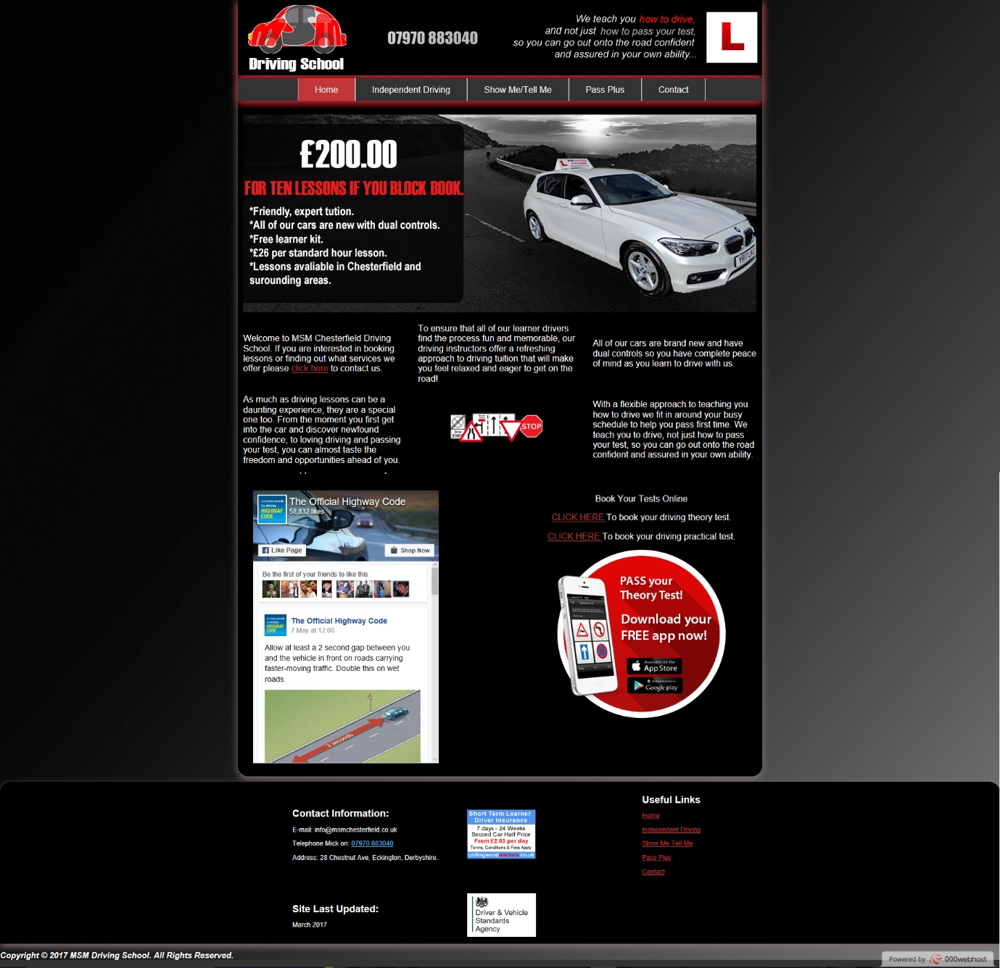 Driving School
07970 883040
We teach you how to drive,
and not just how to pass your test,
so you can go out onto the road confident
and assured in your own ability...
L
Home
Independent Driving
Show Me/Tell Me
Pass Plus
Contact
£200.00
FOR TEN LESSONS IF YOU BLOCK BOOK.
*Friendly, expert tution.
*All of our cars are new with dual controls.
*Free learner kit.
*£26 per standard hour lesson.
*Lessons avaliable in Chesterfield and
surounding areas.
Welcome to MSM Chesterfield Driving
School. If you are interested in booking
lessons or finding out what services we
offer please click here to contact us.
To ensure that all of our learner drivers
find the process fun and memorable, our
driving instructors offer a refreshing
approach to driving tuition that will make
you feel relaxed and eager to get on the
road!
All of our cars are brand new and have
dual controls so you have complete peace
of mind as you learn to drive with us.
As much as driving lessons can be a
daunting experience, they are a special
one too. From the moment you first get
into the car and discover newfound
confidence, to loving driving and passing
your test, you can almost taste the
freedom and opportunities ahead of you.
Zone
ENDS
STOP
With a flexible approach to teaching you
how to drive we fit in around your busy
schedule to help you pass first time. We
teach you to drive, not just how to pass
your test, so you can go out onto the road
confident and assured in your own ability.
The OFFICIAL
HIGHWAY
CODE
The Official Highway Code
58,832 likes
Like Page
Shop Now
Be the first of your friends to like this
The Official Highway Code
7 May at 12:00
Allow at least a 2 second gap between you
and the vehicle in front on roads carrying
faster-moving traffic. Double this on wet
roads.
2 seconds
Book Your Tests Online
CLICK HERE To book your driving theory test.
CLICK HERE To book your driving practical test.
PASS your
Theory Test!
Download your
FREE app now!
Available on the
App Store
Google play
Contact Information:
E-mail: info@msmchesterfield.co.uk
Telephone Mick on: 07970 883040
Address: 28 Chestnut Ave, Eckington, Derbyshire.
Site Last Updated:
March 2017
Short Term Learner
Driver Insurance
7 days - 24 Weeks
Second Car Half Price
From £2.03 per day
Terms, Conditions & Fees Apply
collingwoodlearners.co.uk
Driver & Vehicle
Standards
Agency
Useful Links
Home
Independent Driving
Show Me Tell Me
Pass Plus
Contact
Copyright © 2017 MSM Driving School. All Rights Reserved.
Powered by 000webhost